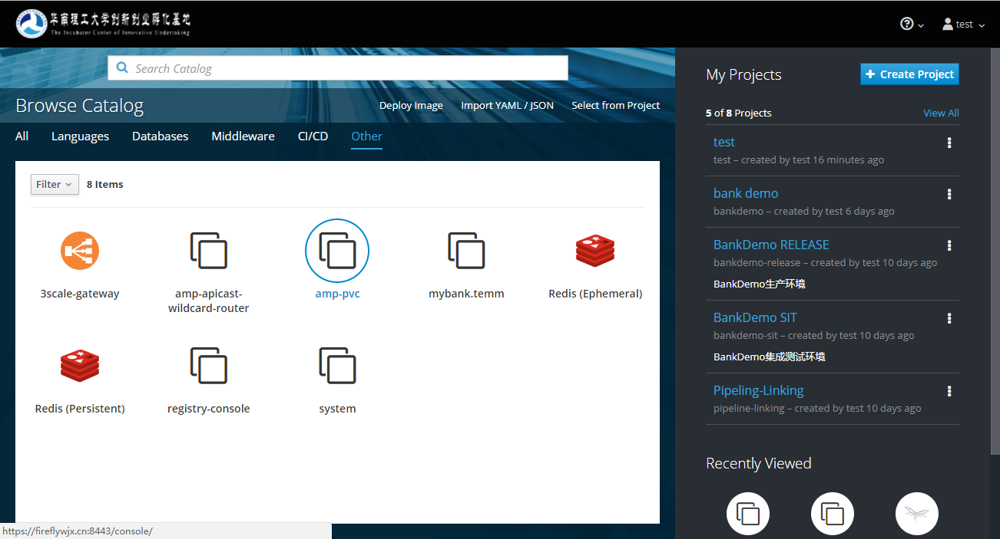 华南理工大学创新创业孵化基地
The Incubator Center of Innovative Undertaking
test
Search Catalog
Browse Catalog
Deploy Image
Import YAML / JSON
Select from Project
All
Languages
Databases
Middleware
CI/CD
Other
Filter
8 Items
3scale-gateway
amp-apicast-
wildcard-router
amp-pvc
mybank.temm
Redis (Ephemeral)
Redis (Persistent)
registry-console
system
https://fireflywjx.cn:8443/console/
My Projects
+ Create Project
5 of 8 Projects
View All
test
test – created by test 16 minutes ago
bank demo
bankdemo – created by test 6 days ago
BankDemo RELEASE
bankdemo-release – created by test 10 days ago
BankDemo生产环境
BankDemo SIT
bankdemo-sit – created by test 10 days ago
BankDemo集成测试环境
Pipeling-Linking
pipeline-linking – created by test 10 days ago
Recently Viewed